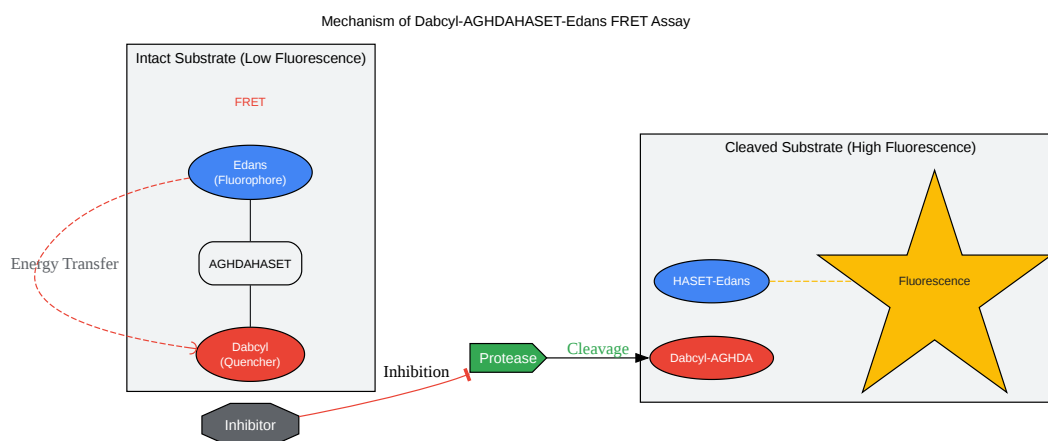 Mechanism of Dabcyl-AGHDAHASET-Edans FRET Assay
Intact Substrate (Low Fluorescence)
FRET
Edans
(Fluorophore)
Energy Transfer
AGHDAHASET
Dabcyl
(Quencher)
Inhibitor
Inhibition
Protease
Cleavage
Cleaved Substrate (High Fluorescence)
HASET-Edans
Fluorescence
Dabcyl-AGHDA